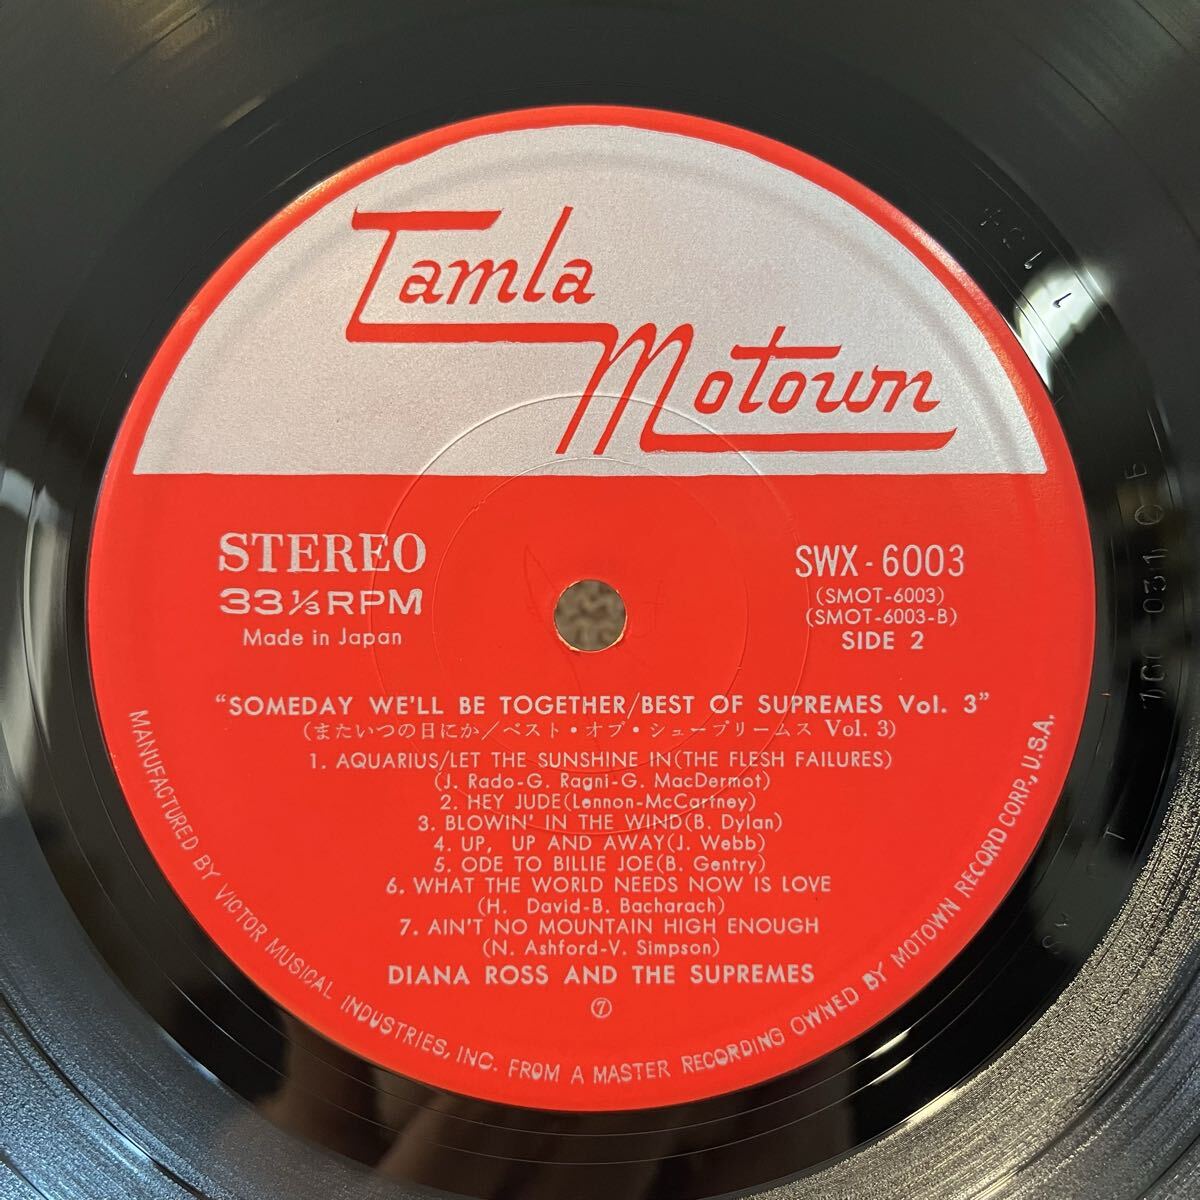 Tamla
Motown
STEREO
33⅓RPM
Made in Japan
SWX-6003
(SMOT-6003)
(SMOT-6003-B)
SIDE 2
"SOMEDAY WE'LL BE TOGETHER/BEST OF SUPREMES Vol. 3"
(またいつの日にか/ベスト・オブ・シュープリームス Vol. 3)
1. AQUARIUS/LET THE SUNSHINE IN(THE FLESH FAILURES)
(J. Rado-G. Ragni-G. MacDermot)
2. HEY JUDE(Lennon-McCartney)
3. BLOWIN' IN THE WIND(B. Dylan)
4. UP, UP AND AWAY(J. Webb)
5. ODE TO BILLIE JOE(B. Gentry)
6. WHAT THE WORLD NEEDS NOW IS LOVE
(H. David-B. Bacharach)
7. AIN'T NO MOUNTAIN HIGH ENOUGH
(N. Ashford-V. Simpson)
DIANA ROSS AND THE SUPREMES
⑦
MANUFACTURED BY VICTOR MUSICAL INDUSTRIES, INC. FROM A MASTER RECORDING OWNED BY MOTOWN RECORD CORP., U.S.A.